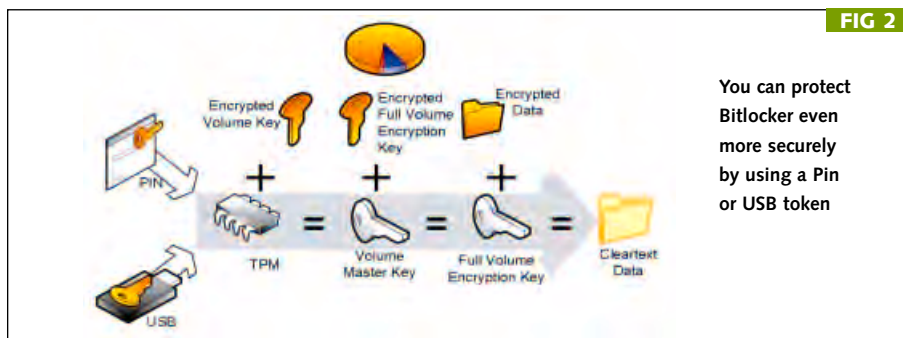 FIG 2
You can protect
Bitlocker even
more securely
by using a Pin
or USB token
Encrypted
Volume Key
Encrypted
Full Volume
Encryption
Key
Encrypted
Data
PIN
+
+
+
=
=
=
TPM
Volume
Master Key
Full Volume
Encryption Key
Cleartext
Data
USB